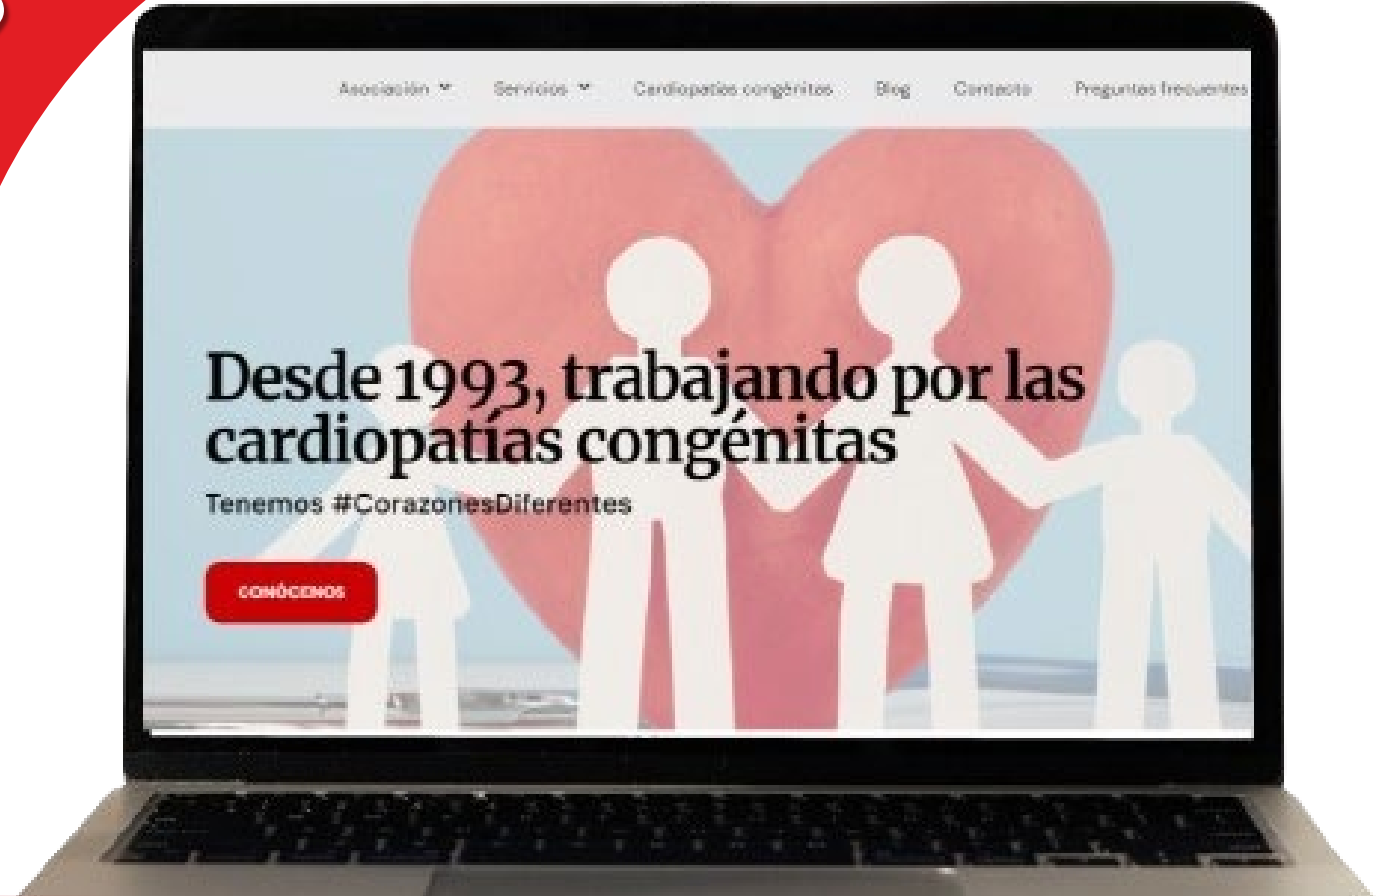 Asociación
Servicios
Cardiopatías congénitas
Blog
Contacto
Preguntas frecuentes
Desde 1993, trabajando por las
cardiopatías congénitas
Tenemos #CorazonesDiferentes
CONÓCENOS